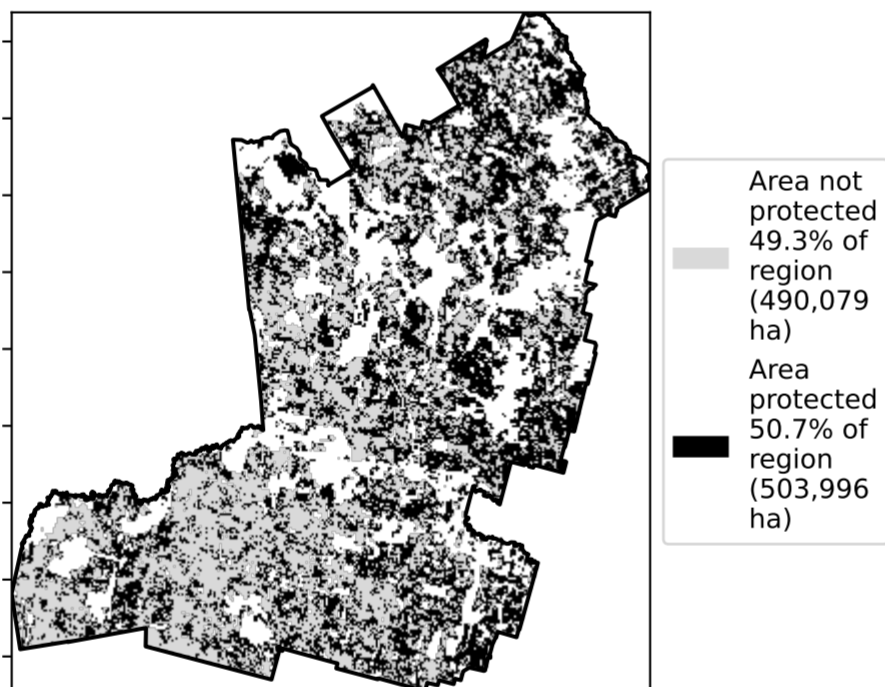 Area not
protected
49.3% of
region
(490,079
ha)
Area
protected
50.7% of
region
(503,996
ha)